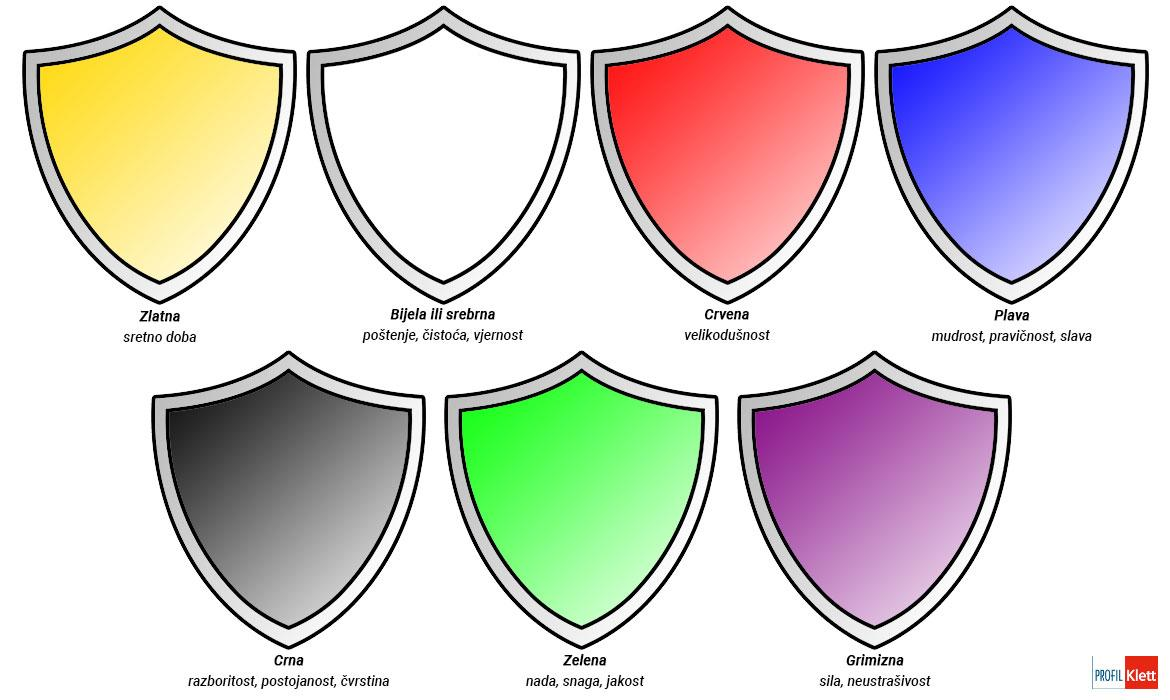 Zlatna
sretno doba
Bijela ili srebrna
poštenje, čistoća, vjernost
Crvena
velikodušnost
Plava
mudrost, pravičnost, slava
Crna
razboritost, postojanost, čvrstina
Zelena
nada, snaga, jakost
Grimizna
sila, neustrašivost
PROFIL Klett